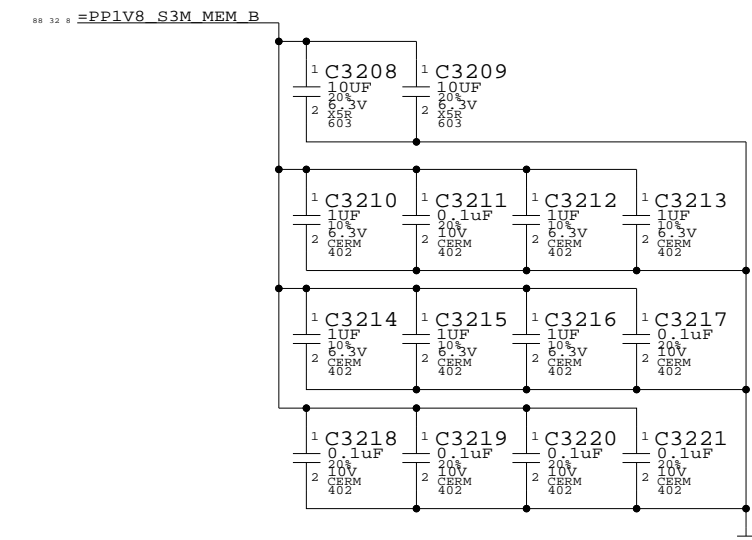 88 32 8 =PP1V8_S3M_MEM_B
1 C3208 10UF 20% 6.3V X5R 603 2
1 C3209 10UF 20% 6.3V X5R 603 2
1 C3210 1UF 10% 6.3V CERM 402 2
1 C3211 0.1uF 20% 10V CERM 402 2
1 C3212 1UF 10% 6.3V CERM 402 2
1 C3213 1UF 10% 6.3V CERM 402 2
1 C3214 1UF 10% 6.3V CERM 402 2
1 C3215 1UF 10% 6.3V CERM 402 2
1 C3216 1UF 10% 6.3V CERM 402 2
1 C3217 0.1uF 20% 10V CERM 402 2
1 C3218 0.1uF 20% 10V CERM 402 2
1 C3219 0.1uF 20% 10V CERM 402 2
1 C3220 0.1uF 20% 10V CERM 402 2
1 C3221 0.1uF 20% 10V CERM 402 2